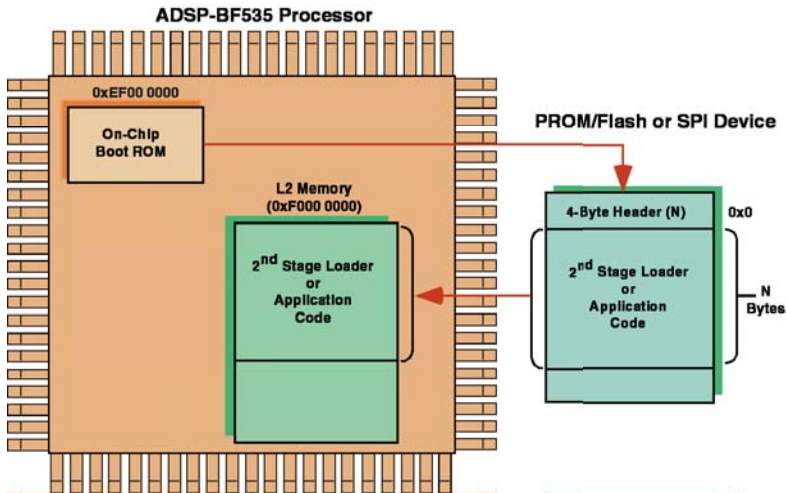 ADSP-BF535 Processor
0xEF00 0000
On-Chip
Boot ROM
L2 Memory
(0xF000 0000)
2nd Stage Loader
or
Application
Code
PROM/Flash or SPI Device
4-Byte Header (N)
0x0
2nd Stage Loader
or
Application
Code
N
Bytes